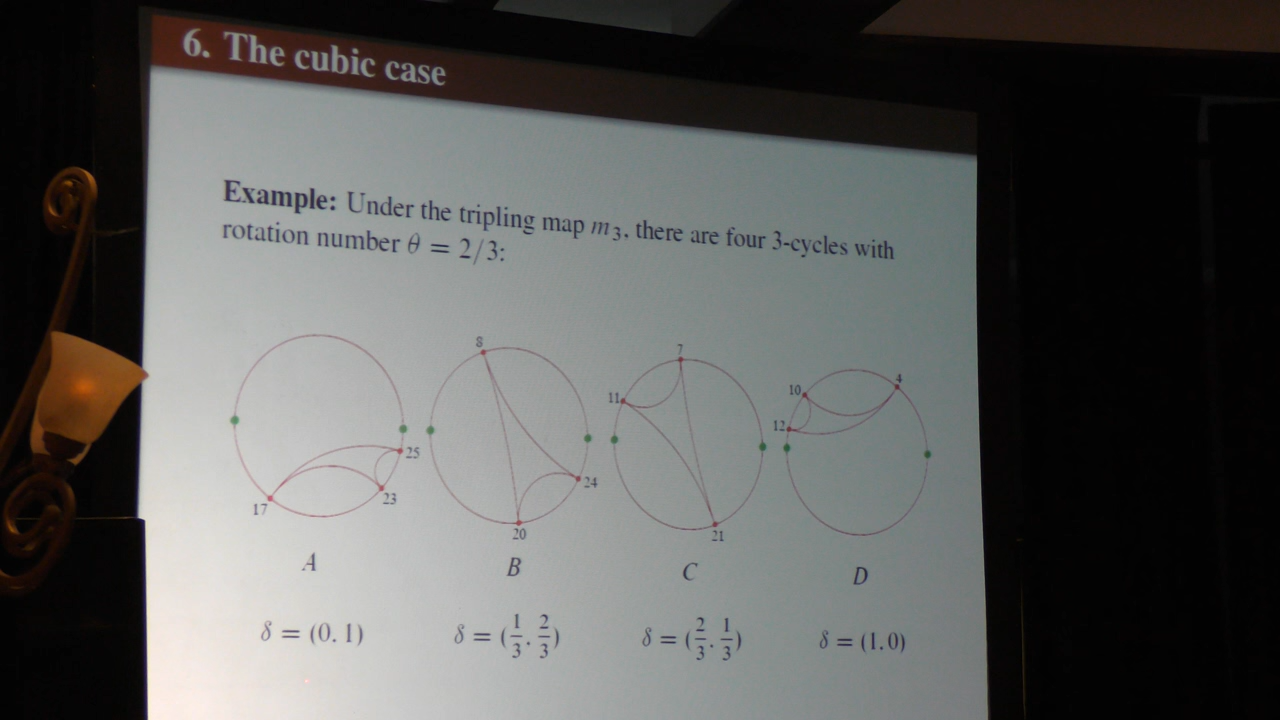 6. The cubic case
Example: Under the tripling map m₃, there are four 3-cycles with
rotation number θ = 2/3:
8
7
4
10
11
12
25
24
23
17
20
21
A
B
C
D
δ = (0, 1)
δ = (1/3, 2/3)
δ = (2/3, 1/3)
δ = (1, 0)